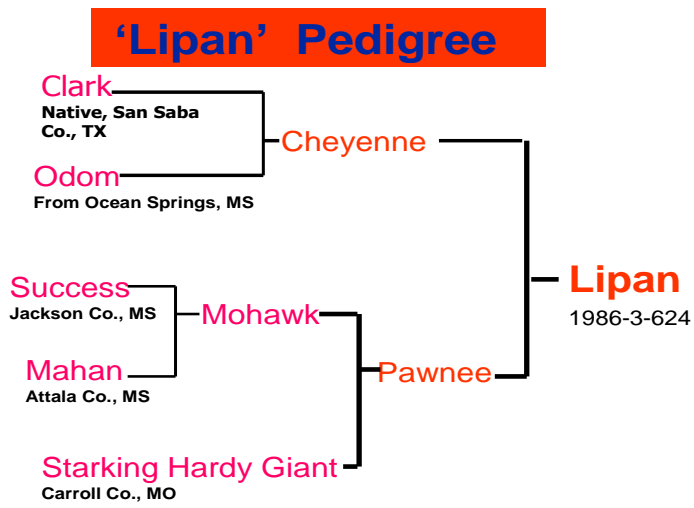 ‘Lipan’ Pedigree
Clark
Native, San Saba
Co., TX
Cheyenne
Odom
From Ocean Springs, MS
Success
Jackson Co., MS
Mohawk
Mahan
Attala Co., MS
Pawnee
Starking Hardy Giant
Carroll Co., MO
Lipan
1986-3-624